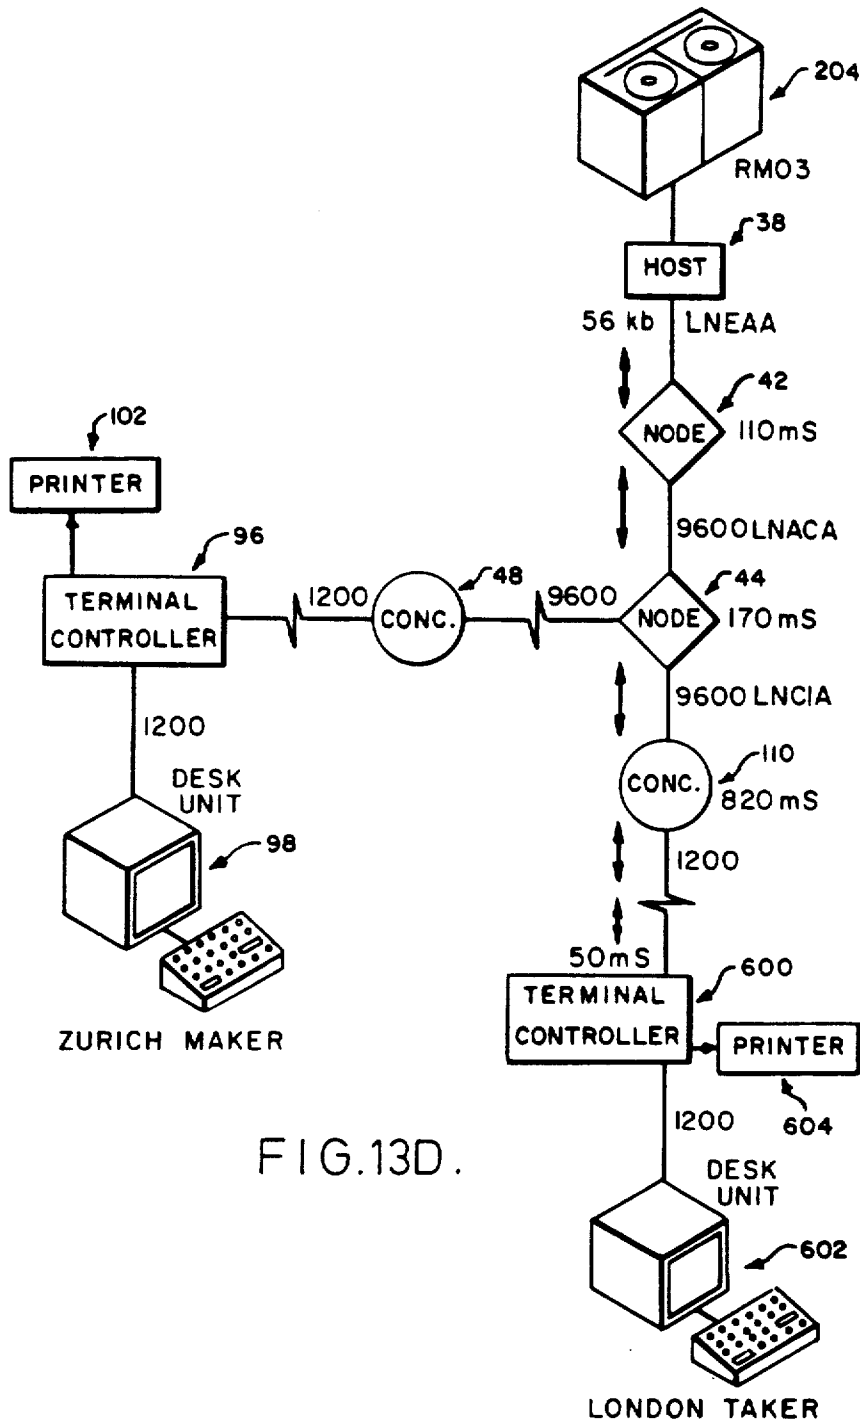 204
RM03
38
HOST
56 kb LNEAA
42
NODE 110mS
102
PRINTER
9600 LNACA
96
48
44
TERMINAL
CONTROLLER
1200
CONC.
9600
NODE 170mS
9600 LNCIA
1200
110
CONC. 820mS
DESK
UNIT
98
1200
50mS
600
TERMINAL
CONTROLLER
PRINTER
604
ZURICH MAKER
1200
FIG.13D.
DESK
UNIT
602
LONDON TAKER